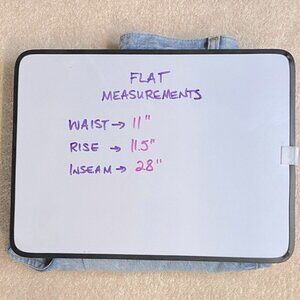 FLAT
MEASUREMENTS
WAIST → 11"
RISE → 11.5"
INSEAM → 28"